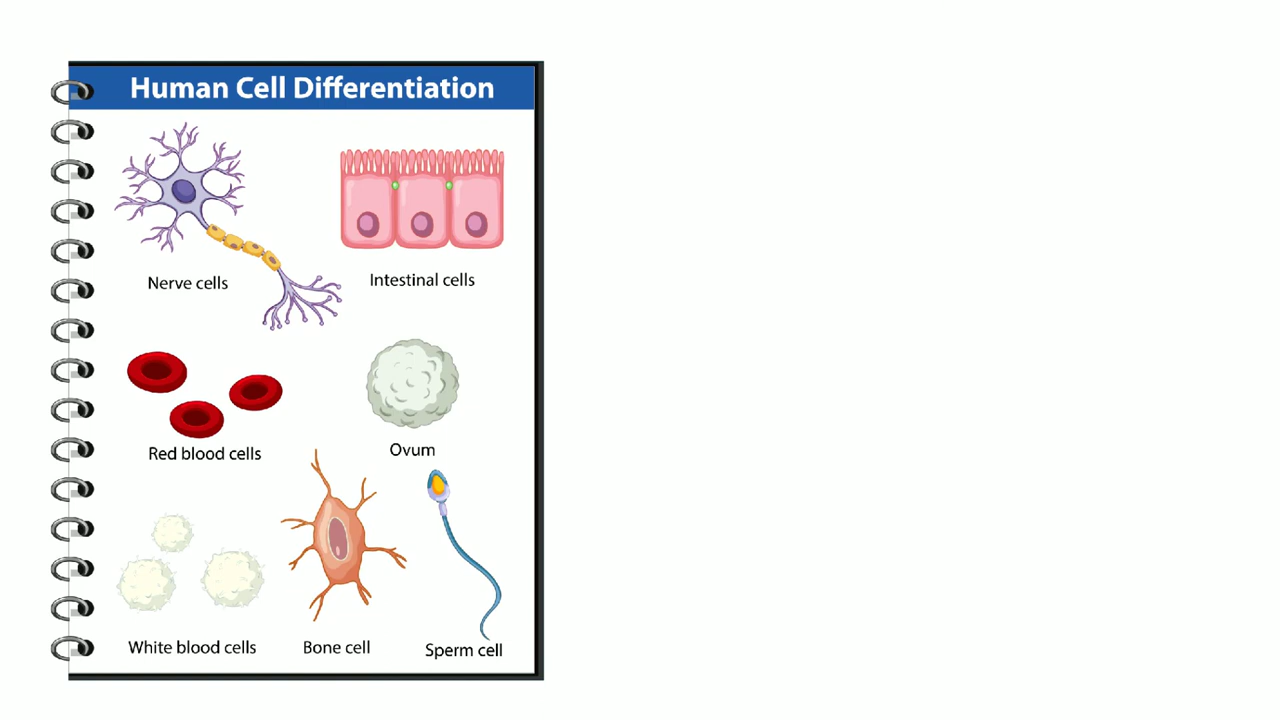 Human Cell Differentiation
Nerve cells
Intestinal cells
Red blood cells
Ovum
White blood cells
Bone cell
Sperm cell